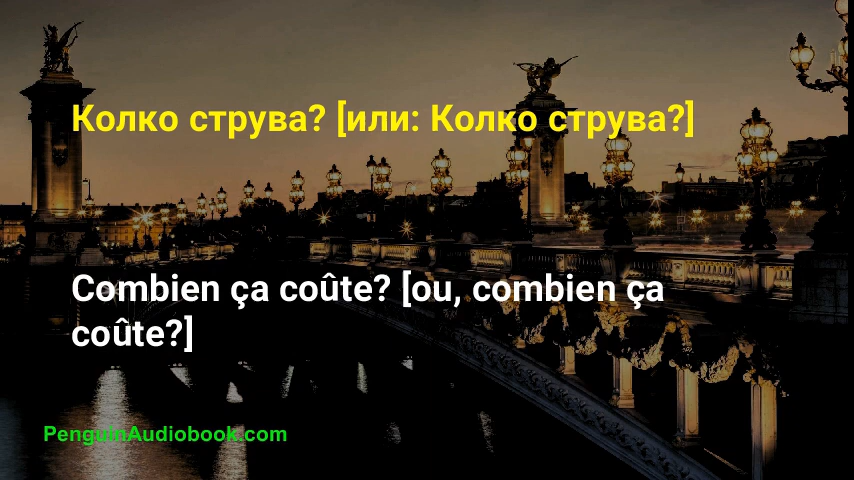 Колко струва? [или: Колко струва?]
Combien ça coûte? [ou, combien ça
coûte?]
PenguinAudiobook.com